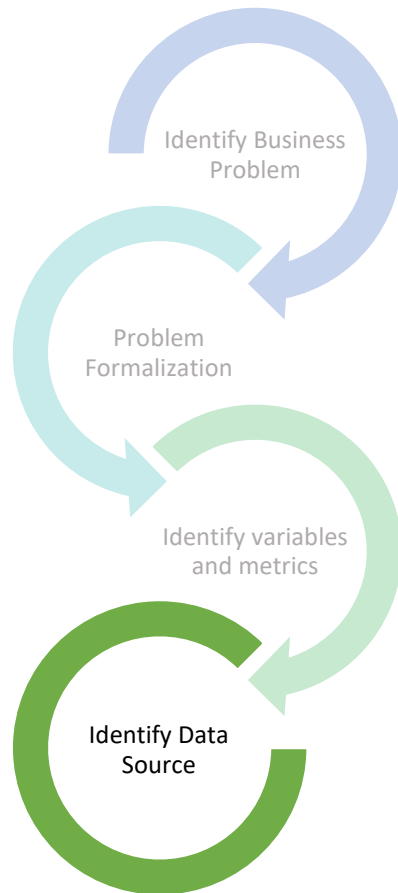 Identify Business
Problem
Problem
Formalization
Identify variables
and metrics
Identify Data
Source